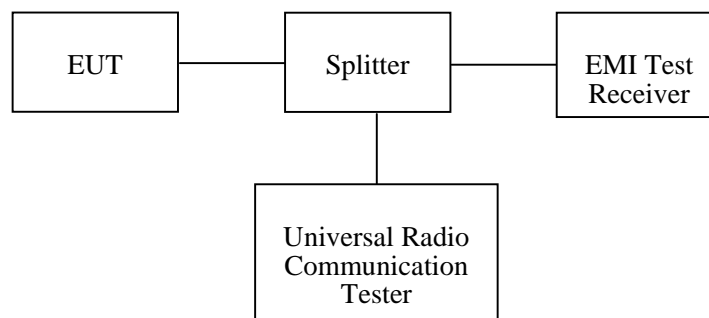 EUT
Splitter
EMI Test
Receiver
Universal Radio
Communication
Tester